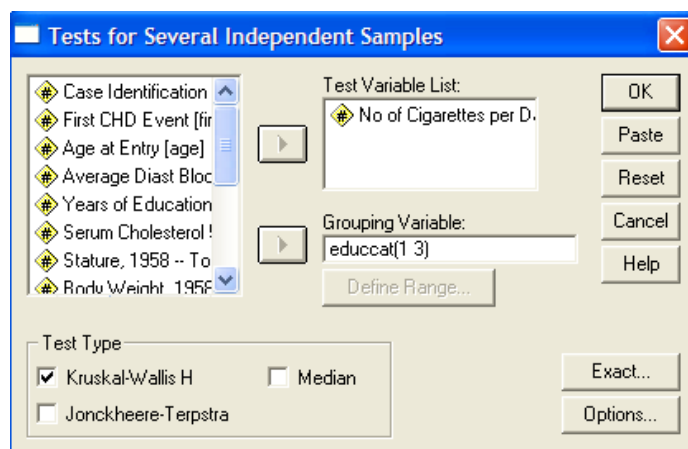 Tests for Several Independent Samples
Case Identification
First CHD Event [fir
Age at Entry [age]
Average Diast Bloc
Years of Education
Serum Cholesterol
Stature, 1958 -- To
Body Weight, 1958
Test Variable List:
No of Cigarettes per D
Grouping Variable:
educcat(1 3)
Define Range...
OK
Paste
Reset
Cancel
Help
Test Type
Kruskal-Wallis H
Median
Jonckheere-Terpstra
Exact...
Options...